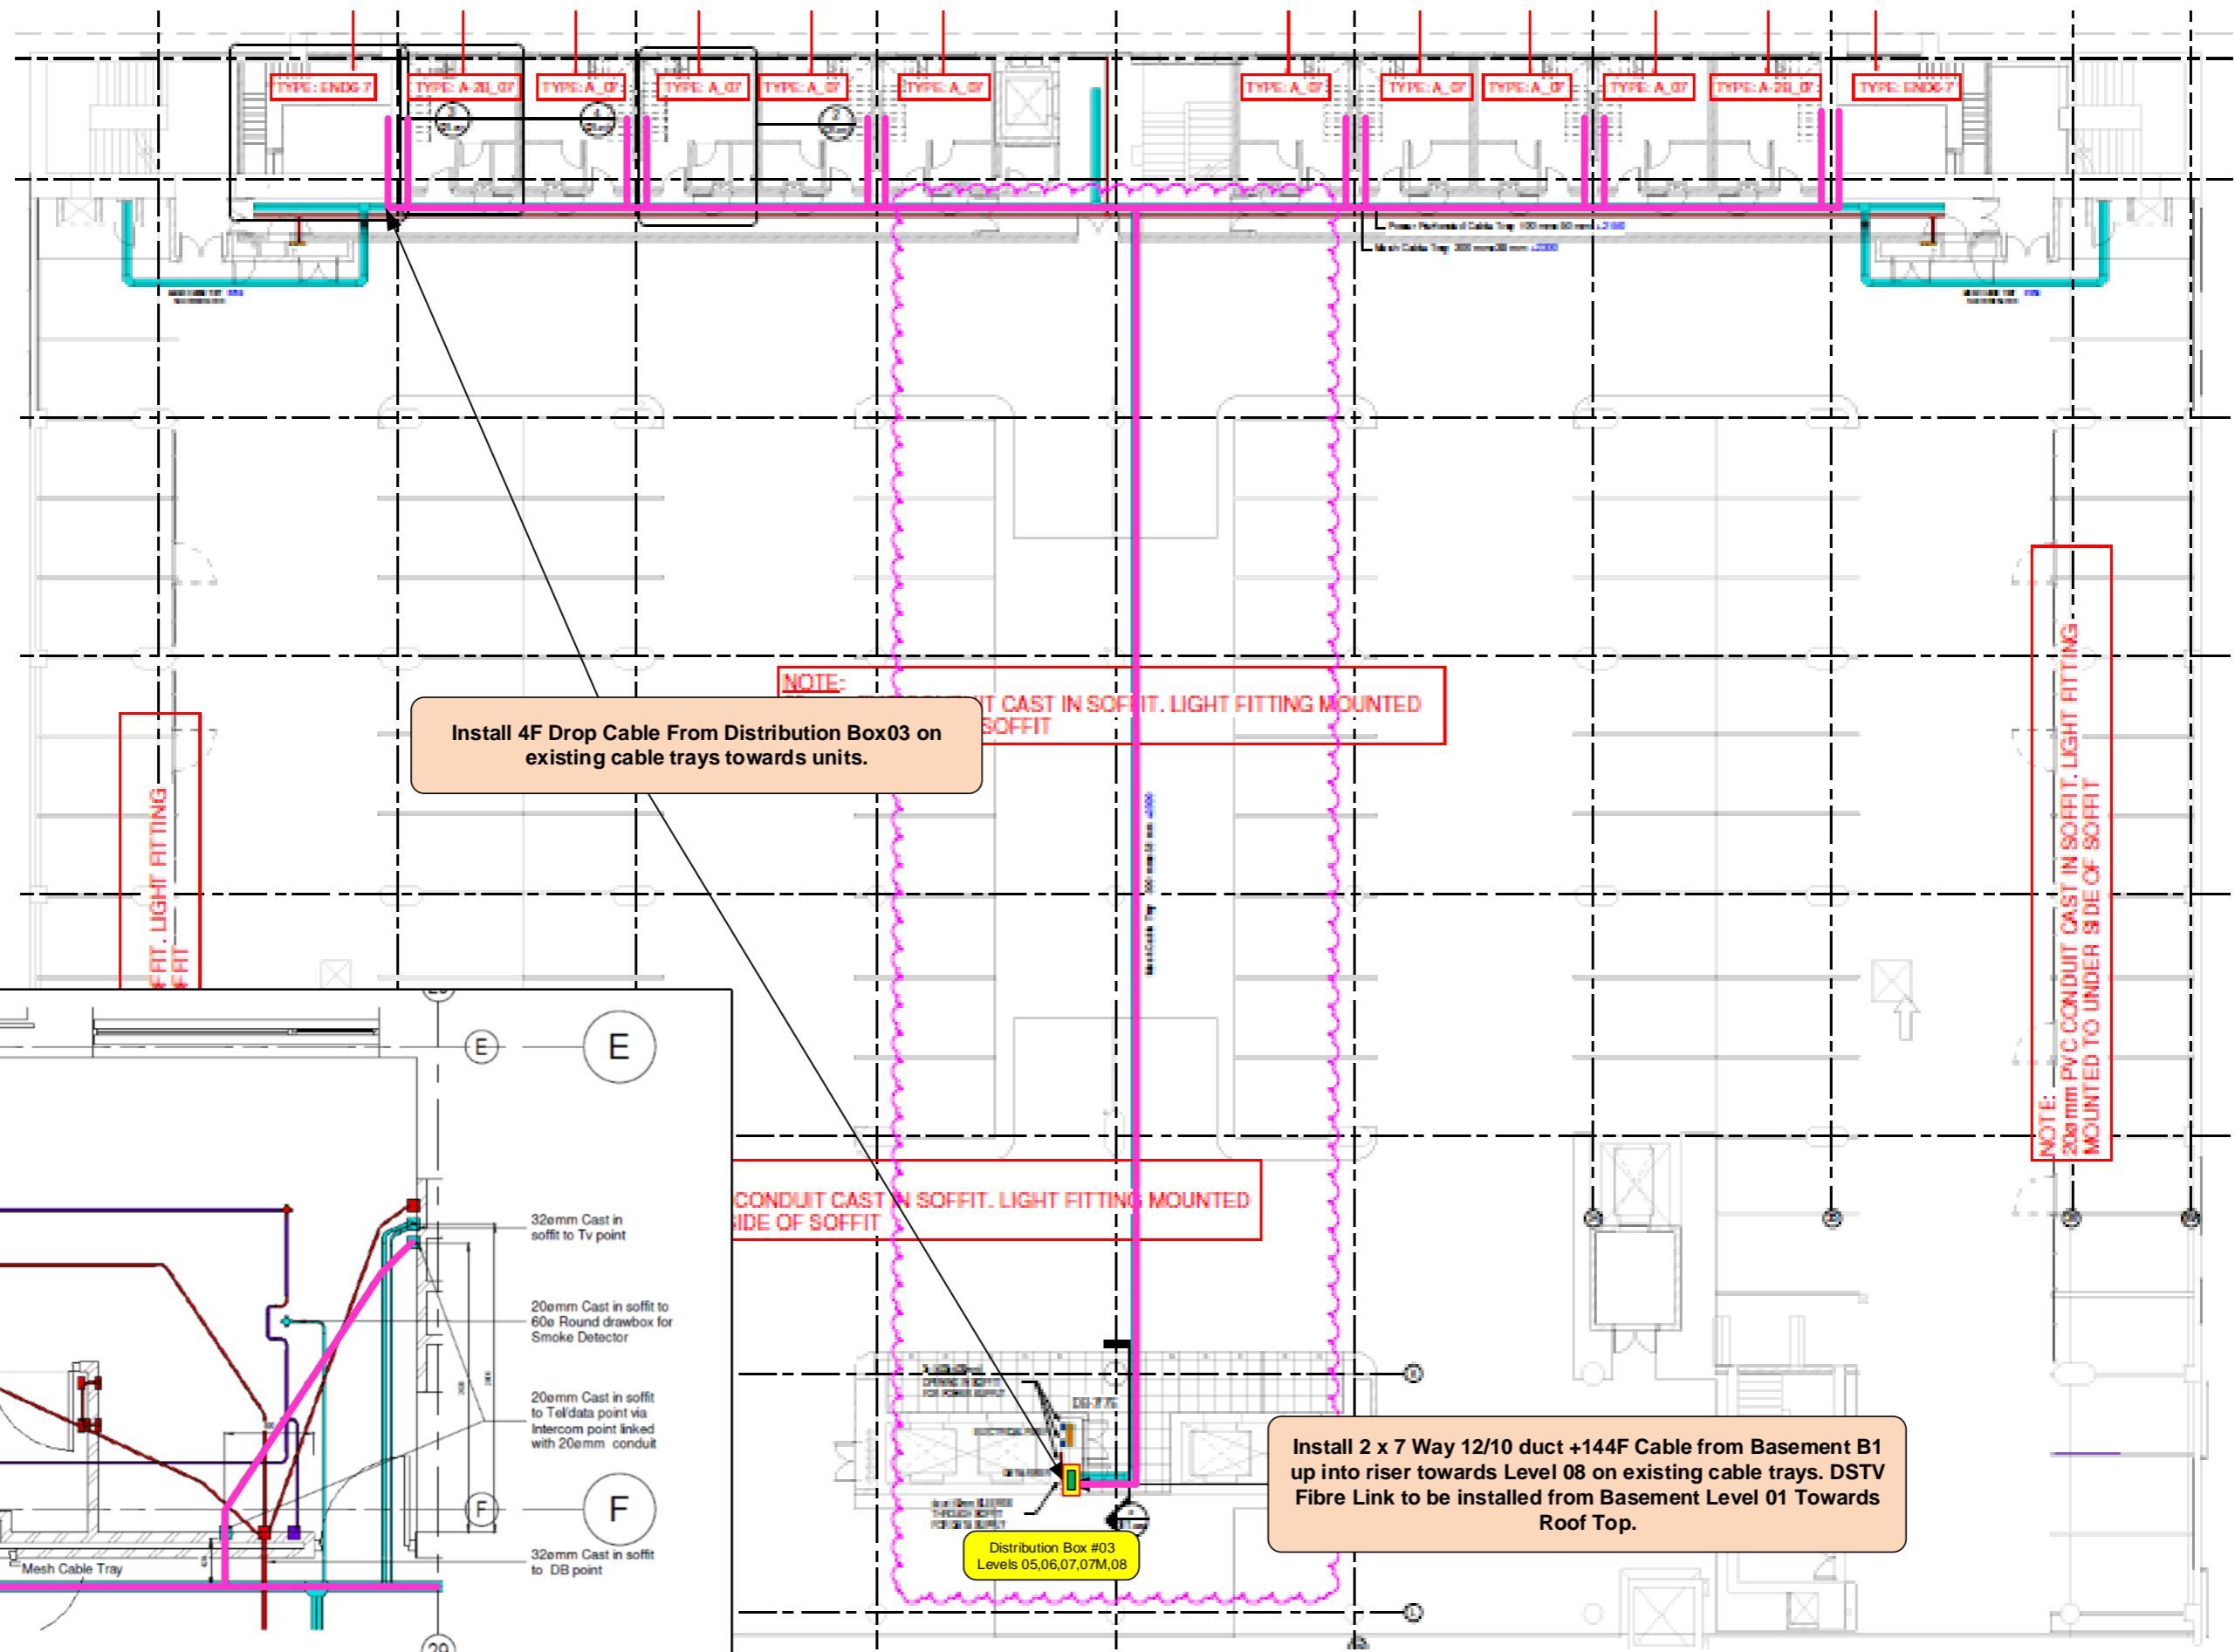 TYPE: END6-7
TYPE: A-2B_07
TYPE: A_07
TYPE: A_07
TYPE: A_07
TYPE: A_07
TYPE: A_07
TYPE: A_07
TYPE: A_07
TYPE: A_07
TYPE: A-2B_07
TYPE: END6-7
NOTE:
CAST IN SOFFIT. LIGHT FITTING MOUNTED
SOFFIT
Install 4F Drop Cable From Distribution Box03 on
existing cable trays towards units.
LIGHT FITTING
NOTE:
20ømm PVC CONDUIT CAST IN SOFFIT. LIGHT FITTING
MOUNTED TO UNDER SIDE OF SOFFIT
CONDUIT CAST IN SOFFIT. LIGHT FITTING MOUNTED
SIDE OF SOFFIT
E
E
32ømm Cast in
soffit to Tv point
20ømm Cast in soffit to
60ø Round drawbox for
Smoke Detector
20ømm Cast in soffit
to Tel/data point via
Intercom point linked
with 20ømm conduit
F
F
32ømm Cast in soffit
to DB point
Mesh Cable Tray
29
Install 2 x 7 Way 12/10 duct +144F Cable from Basement B1
up into riser towards Level 08 on existing cable trays. DSTV
Fibre Link to be installed from Basement Level 01 Towards
Roof Top.
Distribution Box #03
Levels 05,06,07,07M,08